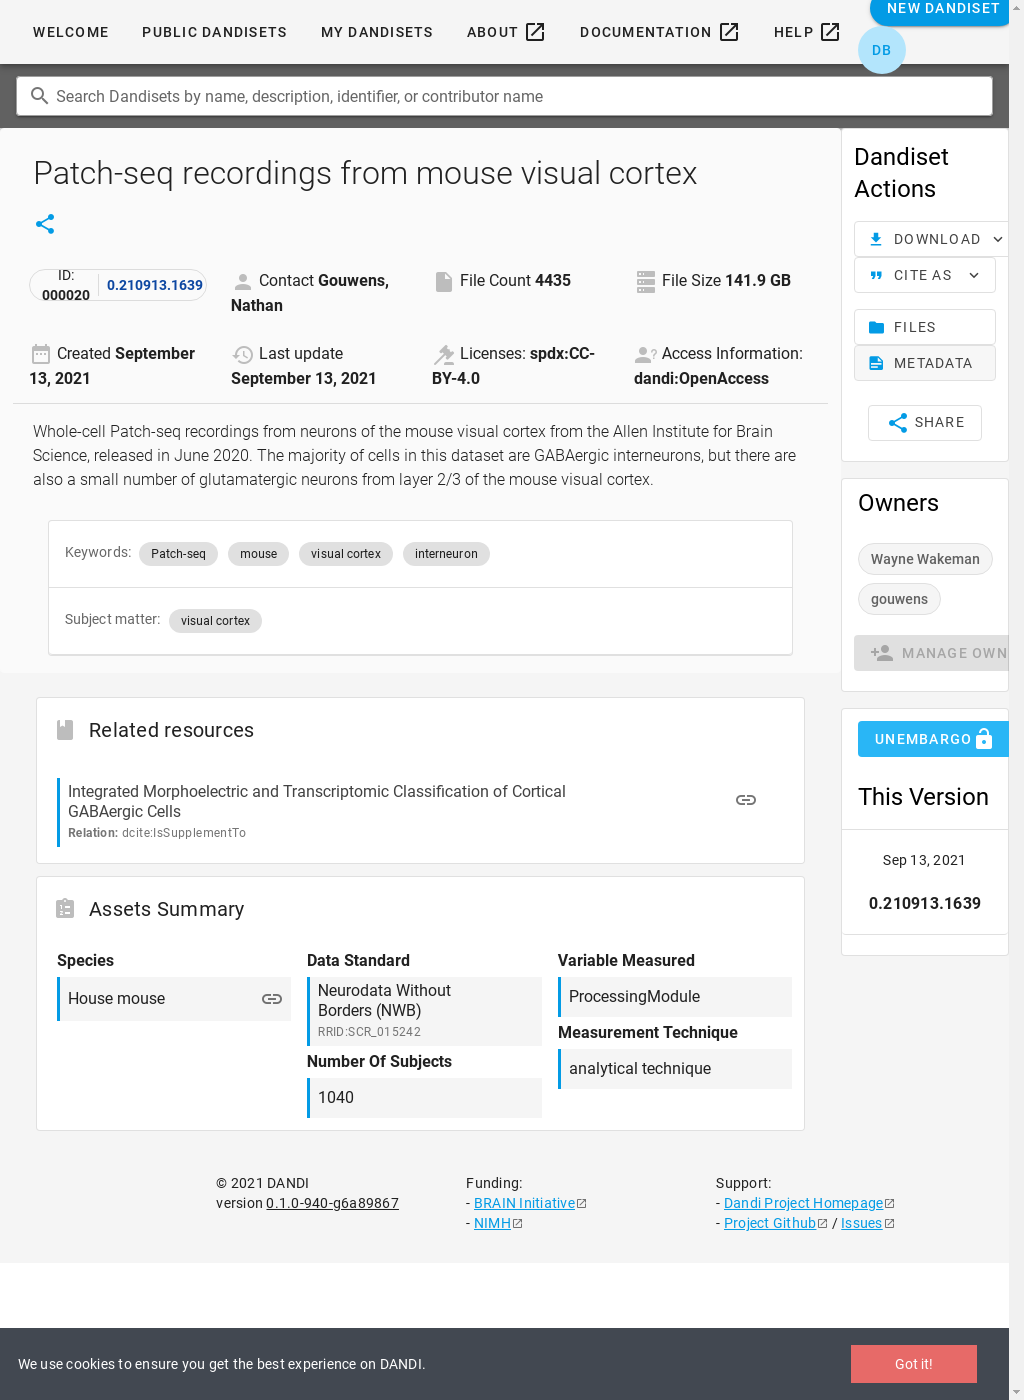 WELCOME
PUBLIC DANDISETS
MY DANDISETS
ABOUT
DOCUMENTATION
HELP
NEW DANDISET
DB
Search Dandisets by name, description, identifier, or contributor name
Patch-seq recordings from mouse visual cortex
ID:
000020
0.210913.1639
Contact Gouwens,
Nathan
File Count 4435
File Size 141.9 GB
Created September
13, 2021
Last update
September 13, 2021
Licenses: spdx:CC-
BY-4.0
Access Information:
dandi:OpenAccess
Whole-cell Patch-seq recordings from neurons of the mouse visual cortex from the Allen Institute for Brain
Science, released in June 2020. The majority of cells in this dataset are GABAergic interneurons, but there are
also a small number of glutamatergic neurons from layer 2/3 of the mouse visual cortex.
Keywords: Patch-seq mouse visual cortex interneuron
Subject matter: visual cortex
Related resources
Integrated Morphoelectric and Transcriptomic Classification of Cortical
GABAergic Cells
Relation: dcite:IsSupplementTo
Assets Summary
Species
House mouse
Data Standard
Neurodata Without
Borders (NWB)
RRID:SCR_015242
Number Of Subjects
1040
Variable Measured
ProcessingModule
Measurement Technique
analytical technique
Dandiset
Actions
DOWNLOAD
CITE AS
FILES
METADATA
SHARE
Owners
Wayne Wakeman
gouwens
MANAGE OWN
UNEMBARGO
This Version
Sep 13, 2021
0.210913.1639
© 2021 DANDI
version 0.1.0-940-g6a89867
Funding:
- BRAIN Initiative
- NIMH
Support:
- Dandi Project Homepage
- Project Github / Issues
We use cookies to ensure you get the best experience on DANDI.
Got it!